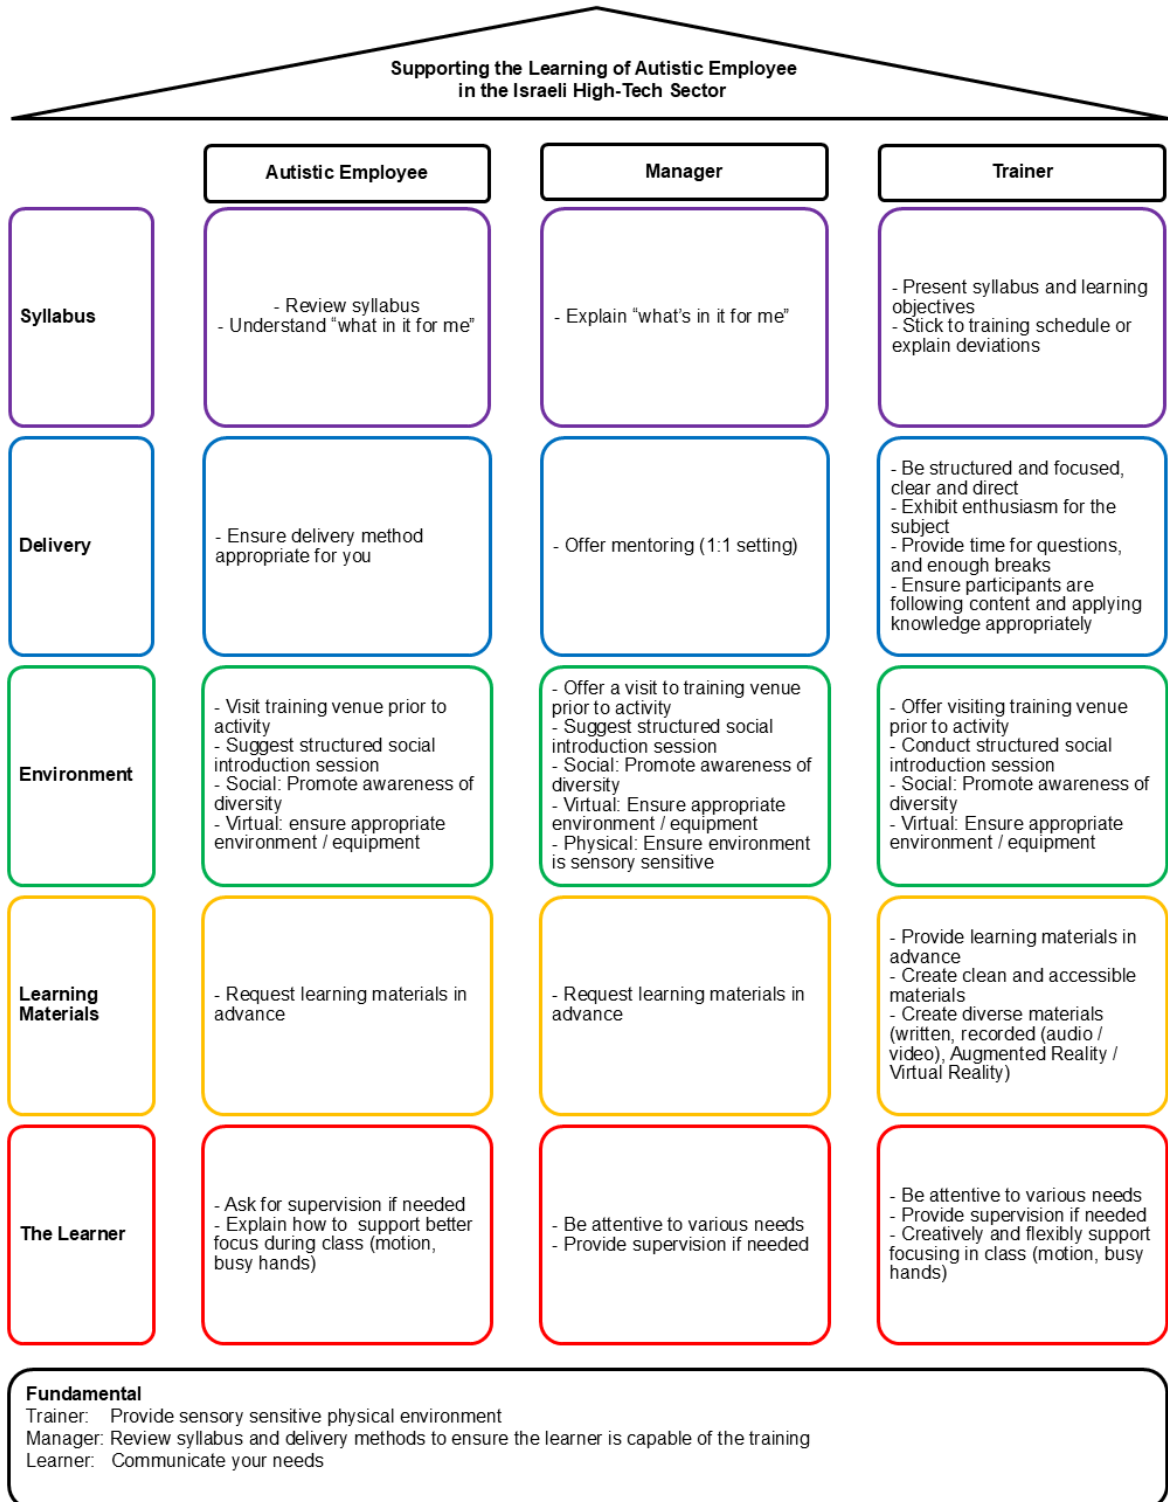 Supporting the Learning of Autistic Employee
in the Israeli High-Tech Sector
Autistic Employee
Manager
Trainer
Syllabus
- Review syllabus
- Understand “what in it for me”
- Explain “what’s in it for me”
- Present syllabus and learning
objectives
- Stick to training schedule or
explain deviations
Delivery
- Ensure delivery method
appropriate for you
- Offer mentoring (1:1 setting)
- Be structured and focused,
clear and direct
- Exhibit enthusiasm for the
subject
- Provide time for questions,
and enough breaks
- Ensure participants are
following content and applying
knowledge appropriately
Environment
- Visit training venue prior to
activity
- Suggest structured social
introduction session
- Social: Promote awareness of
diversity
- Virtual: ensure appropriate
environment / equipment
- Offer a visit to training venue
prior to activity
- Suggest structured social
introduction session
- Social: Promote awareness of
diversity
- Virtual: Ensure appropriate
environment / equipment
- Physical: Ensure environment
is sensory sensitive
- Offer visiting training venue
prior to activity
- Conduct structured social
introduction session
- Social: Promote awareness of
diversity
- Virtual: Ensure appropriate
environment / equipment
Learning
Materials
- Request learning materials in
advance
- Request learning materials in
advance
- Provide learning materials in
advance
- Create clean and accessible
materials
- Create diverse materials
(written, recorded (audio /
video), Augmented Reality /
Virtual Reality)
The Learner
- Ask for supervision if needed
- Explain how to support better
focus during class (motion,
busy hands)
- Be attentive to various needs
- Provide supervision if needed
- Be attentive to various needs
- Provide supervision if needed
- Creatively and flexibly support
focusing in class (motion, busy
hands)
Fundamental
Trainer: Provide sensory sensitive physical environment
Manager: Review syllabus and delivery methods to ensure the learner is capable of the training
Learner: Communicate your needs